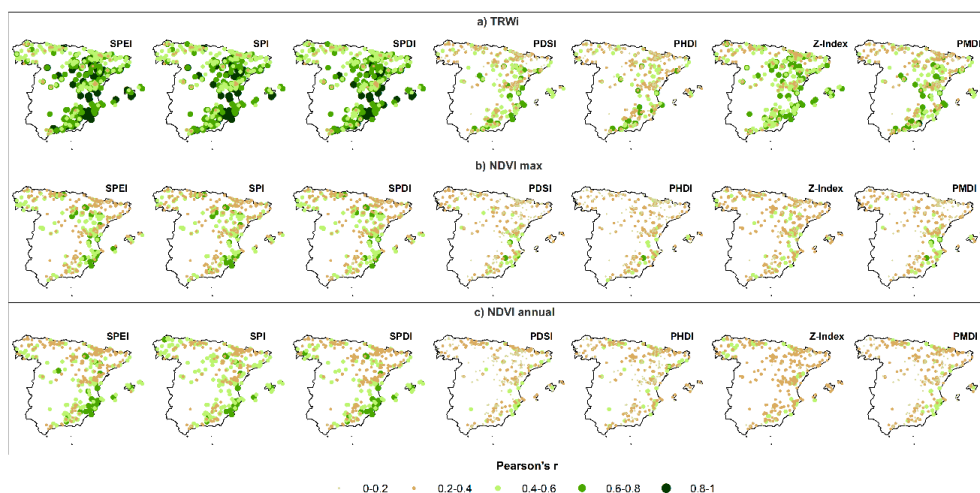 a) TRWi
SPEI SPI SPDI PDSI PHDI Z-Index PMDI
b) NDVI max
SPEI SPI SPDI PDSI PHDI Z-Index PMDI
c) NDVI annual
SPEI SPI SPDI PDSI PHDI Z-Index PMDI
Pearson's r
0-0.2 0.2-0.4 0.4-0.6 0.6-0.8 0.8-1